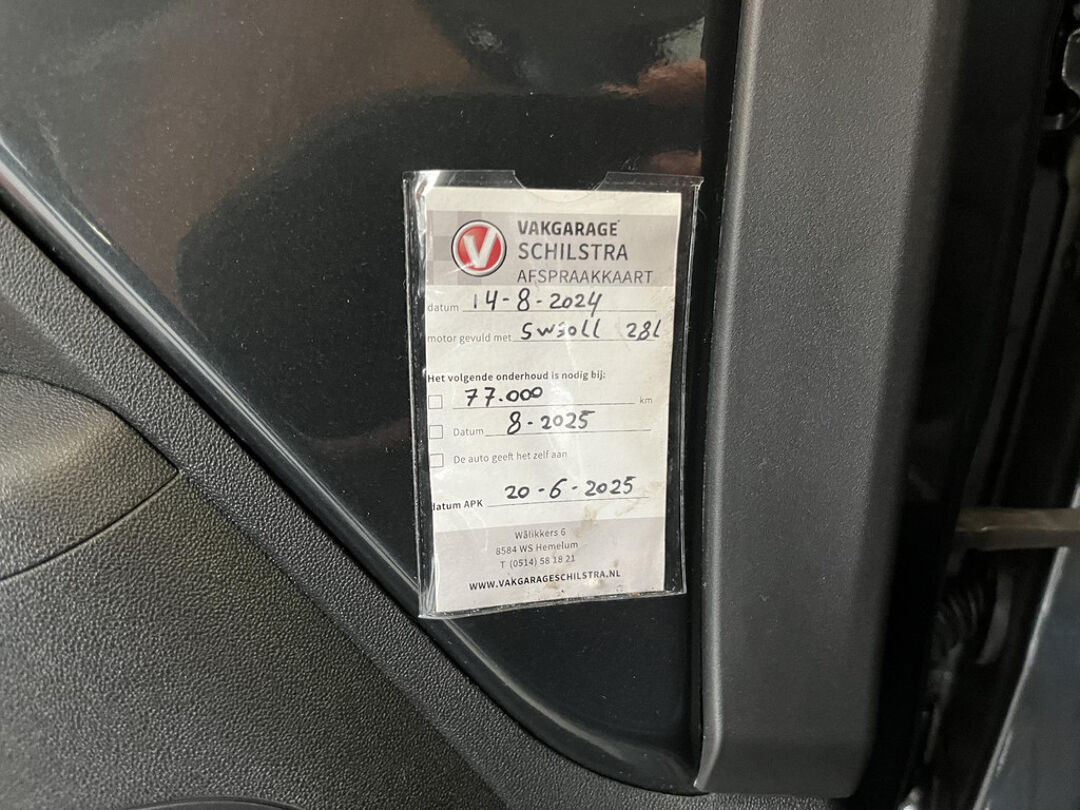 VAKGARAGE
SCHILSTRA
AFSPRAAKKAART
datum 14-8-2024
motor gevuld met 5w30LL 28l
Het volgende onderhoud is nodig bij:
77.000 km
Datum 8-2025
De auto geeft het zelf aan
datum APK 20-6-2025
Wâlikkers 6
8584 WS Hemelum
T (0514) 58 18 21
WWW.VAKGARAGESCHILSTRA.NL